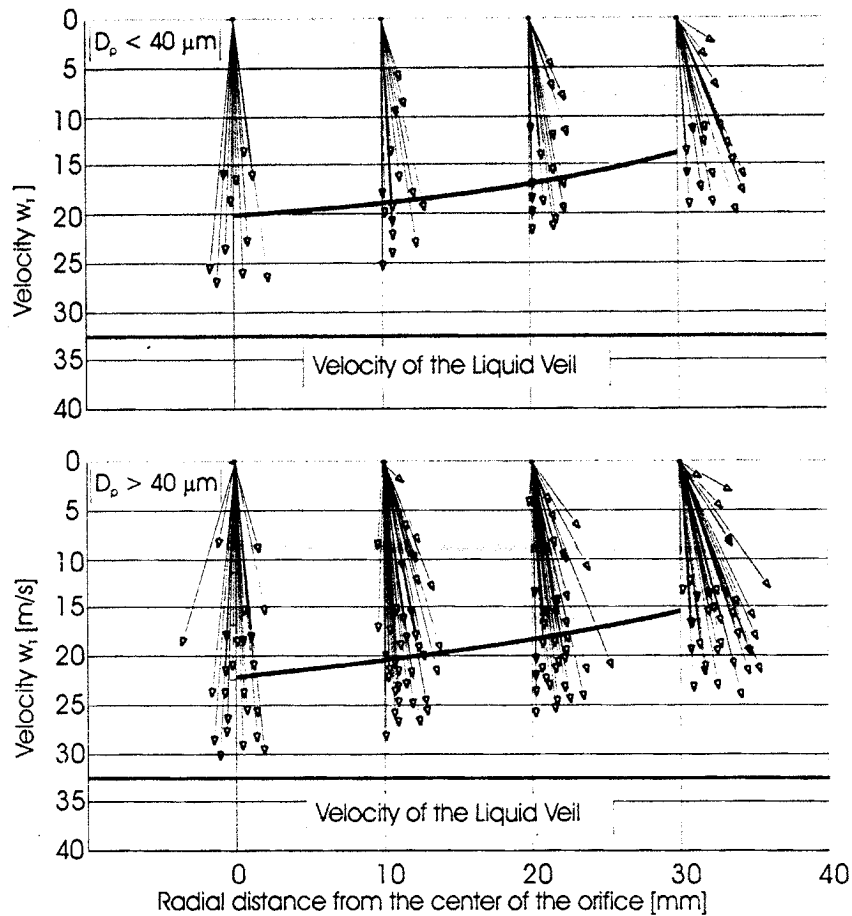 0
D_p < 40 μm
5
10
15
20
25
30
35
40
Velocity w₁ ]
Velocity of the Liquid Veil
0
D_p > 40 μm
5
10
15
20
25
30
35
40
Velocity w₁ [m/s]
Velocity of the Liquid Veil
0 10 20 30 40
Radial distance from the center of the orifice [mm]